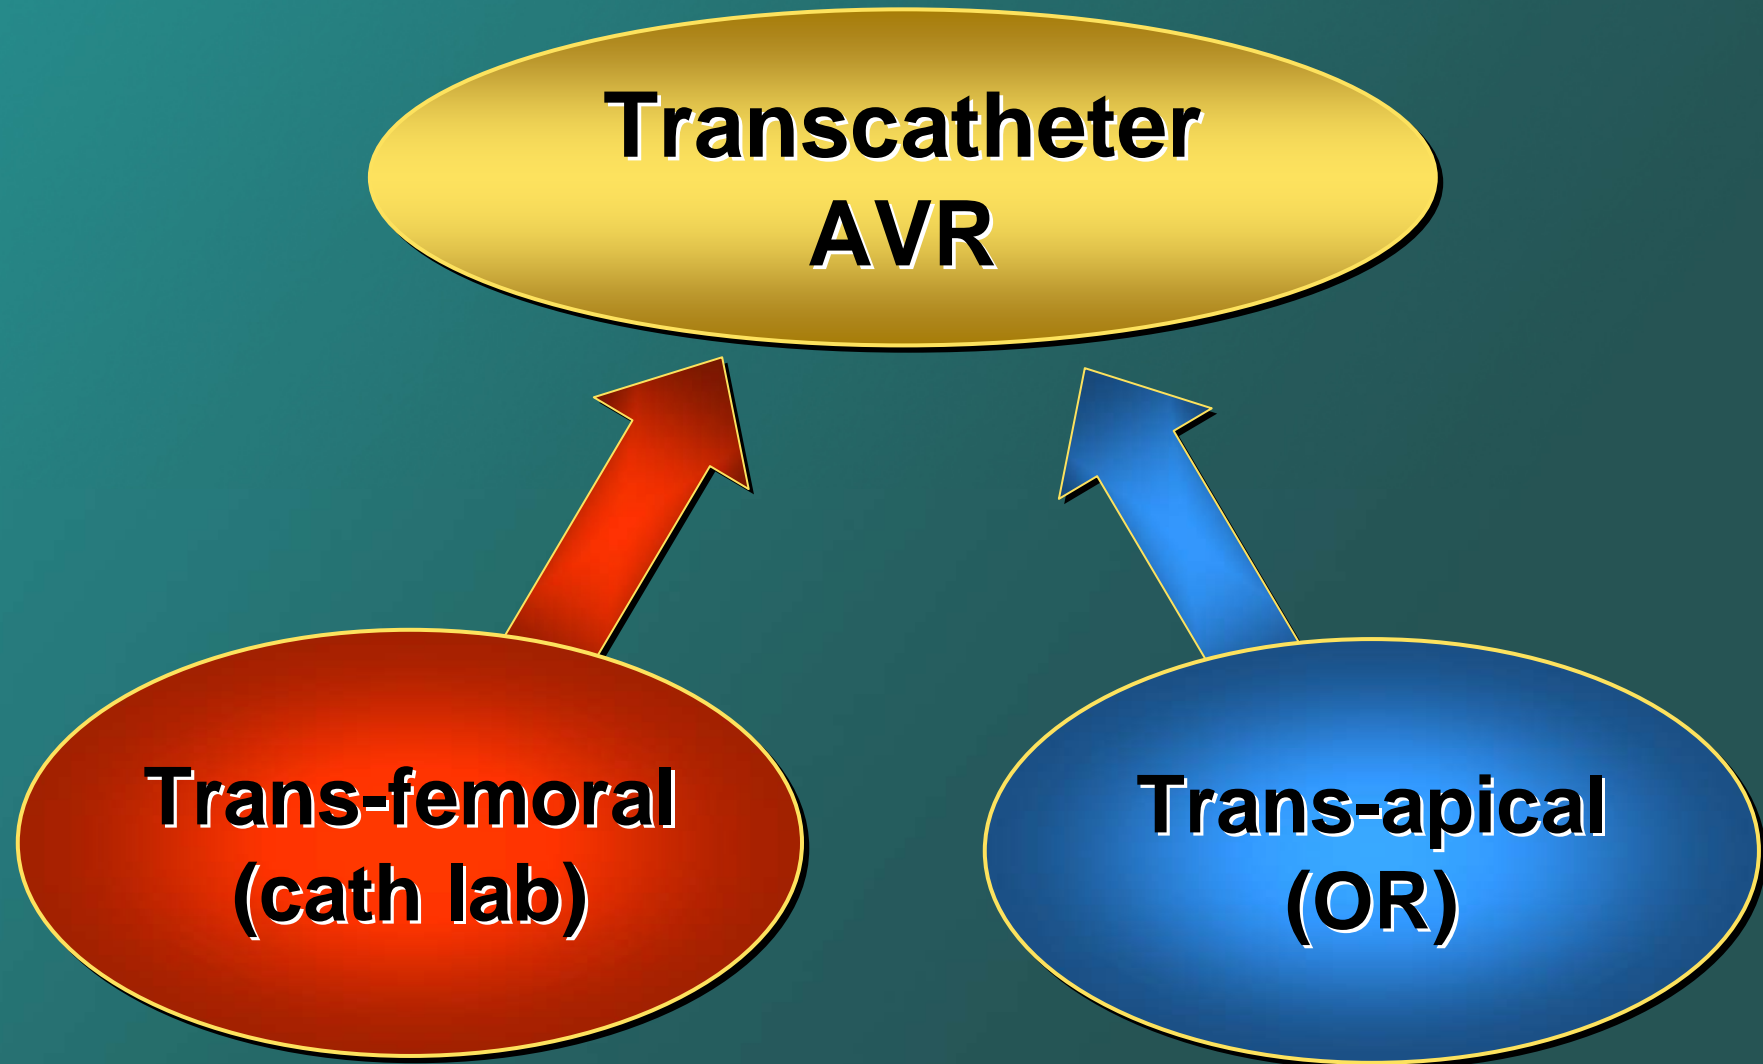 Transcatheter
AVR
Trans-femoral
(cath lab)
Trans-apical
(OR)